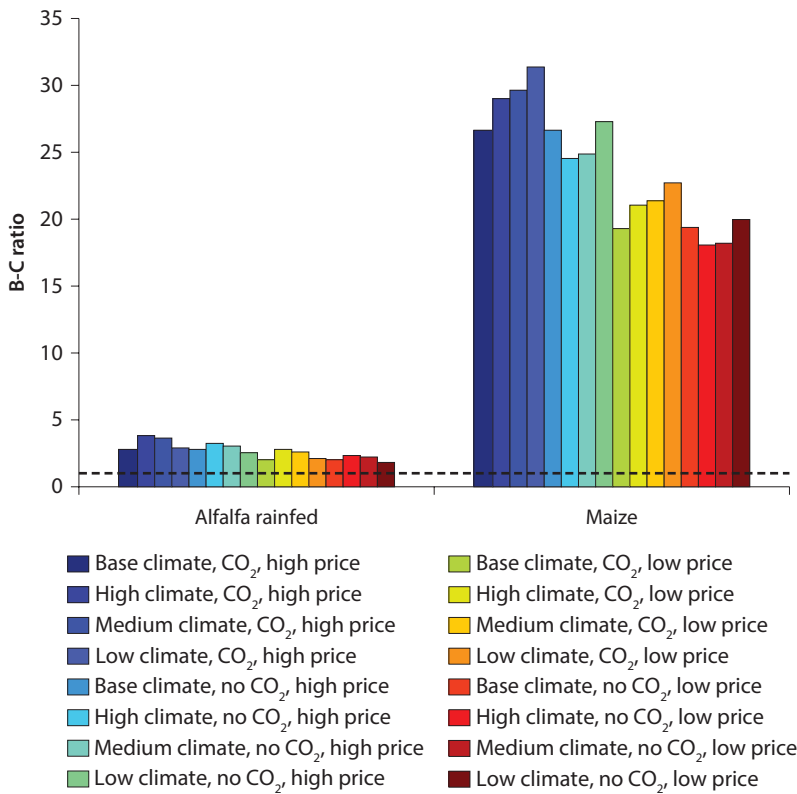 35
30
25
20
15
10
5
0
B-C ratio
Alfalfa rainfed
Maize
Base climate, CO₂, high price
High climate, CO₂, high price
Medium climate, CO₂, high price
Low climate, CO₂, high price
Base climate, no CO₂, high price
High climate, no CO₂, high price
Medium climate, no CO₂, high price
Low climate, no CO₂, high price
Base climate, CO₂, low price
High climate, CO₂, low price
Medium climate, CO₂, low price
Low climate, CO₂, low price
Base climate, no CO₂, low price
High climate, no CO₂, low price
Medium climate, no CO₂, low price
Low climate, no CO₂, low price